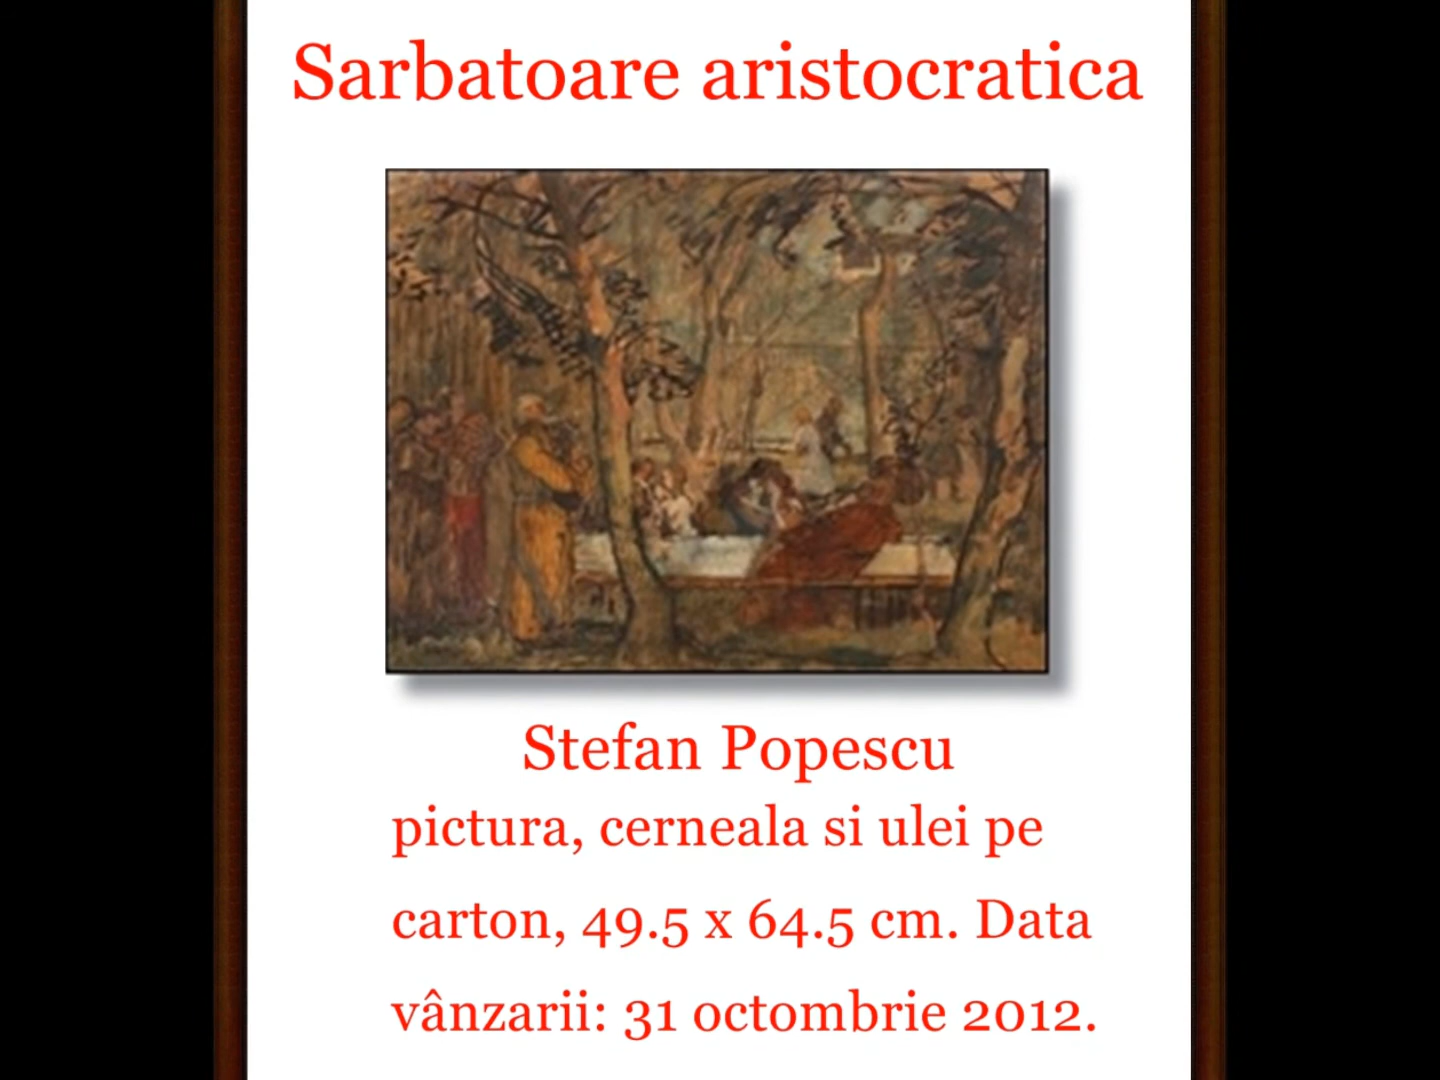 Sarbatoare aristocratica
Stefan Popescu
pictura, cerneala si ulei pe
carton, 49.5 x 64.5 cm. Data
vânzarii: 31 octombrie 2012.